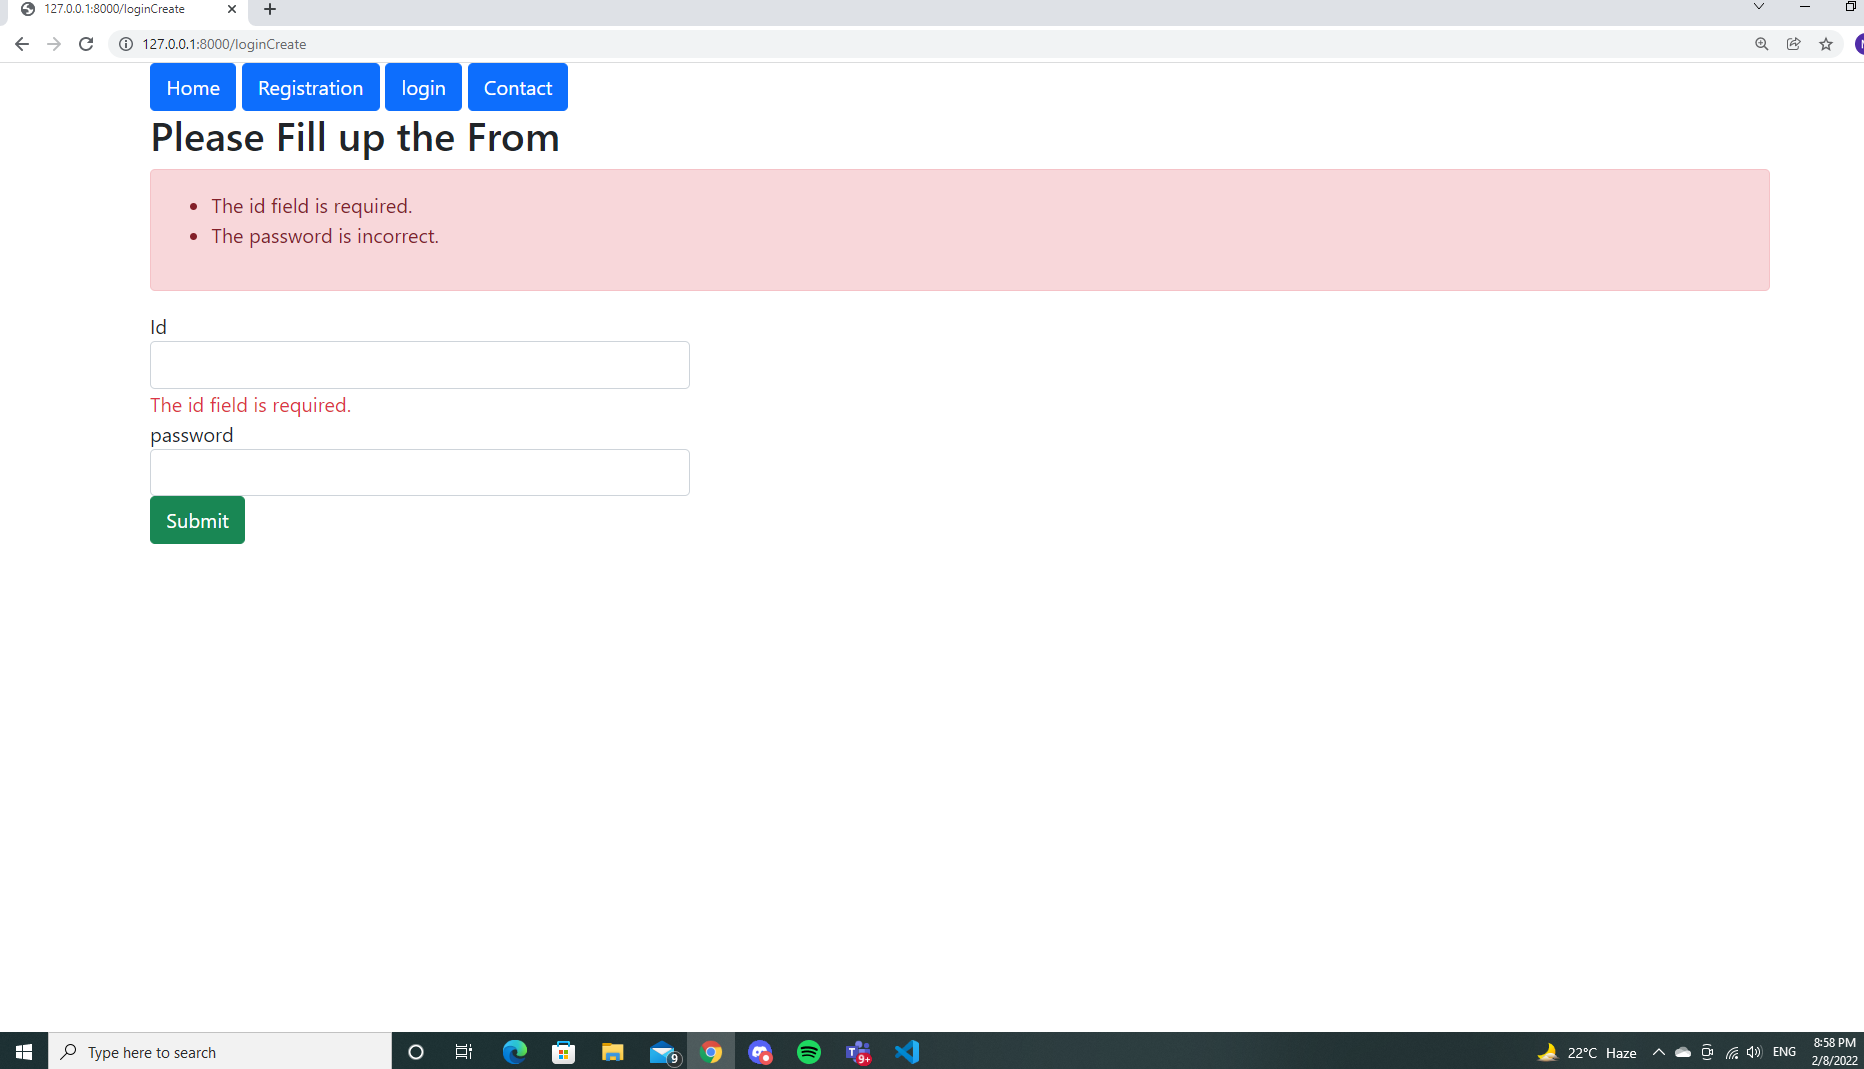 127.0.0.1:8000/loginCreate
127.0.0.1:8000/loginCreate
Home Registration login Contact
Please Fill up the From
The id field is required.
The password is incorrect.
Id
The id field is required.
password
Submit
Type here to search
9
9+
22°C Haze
ENG
8:58 PM
2/8/2022